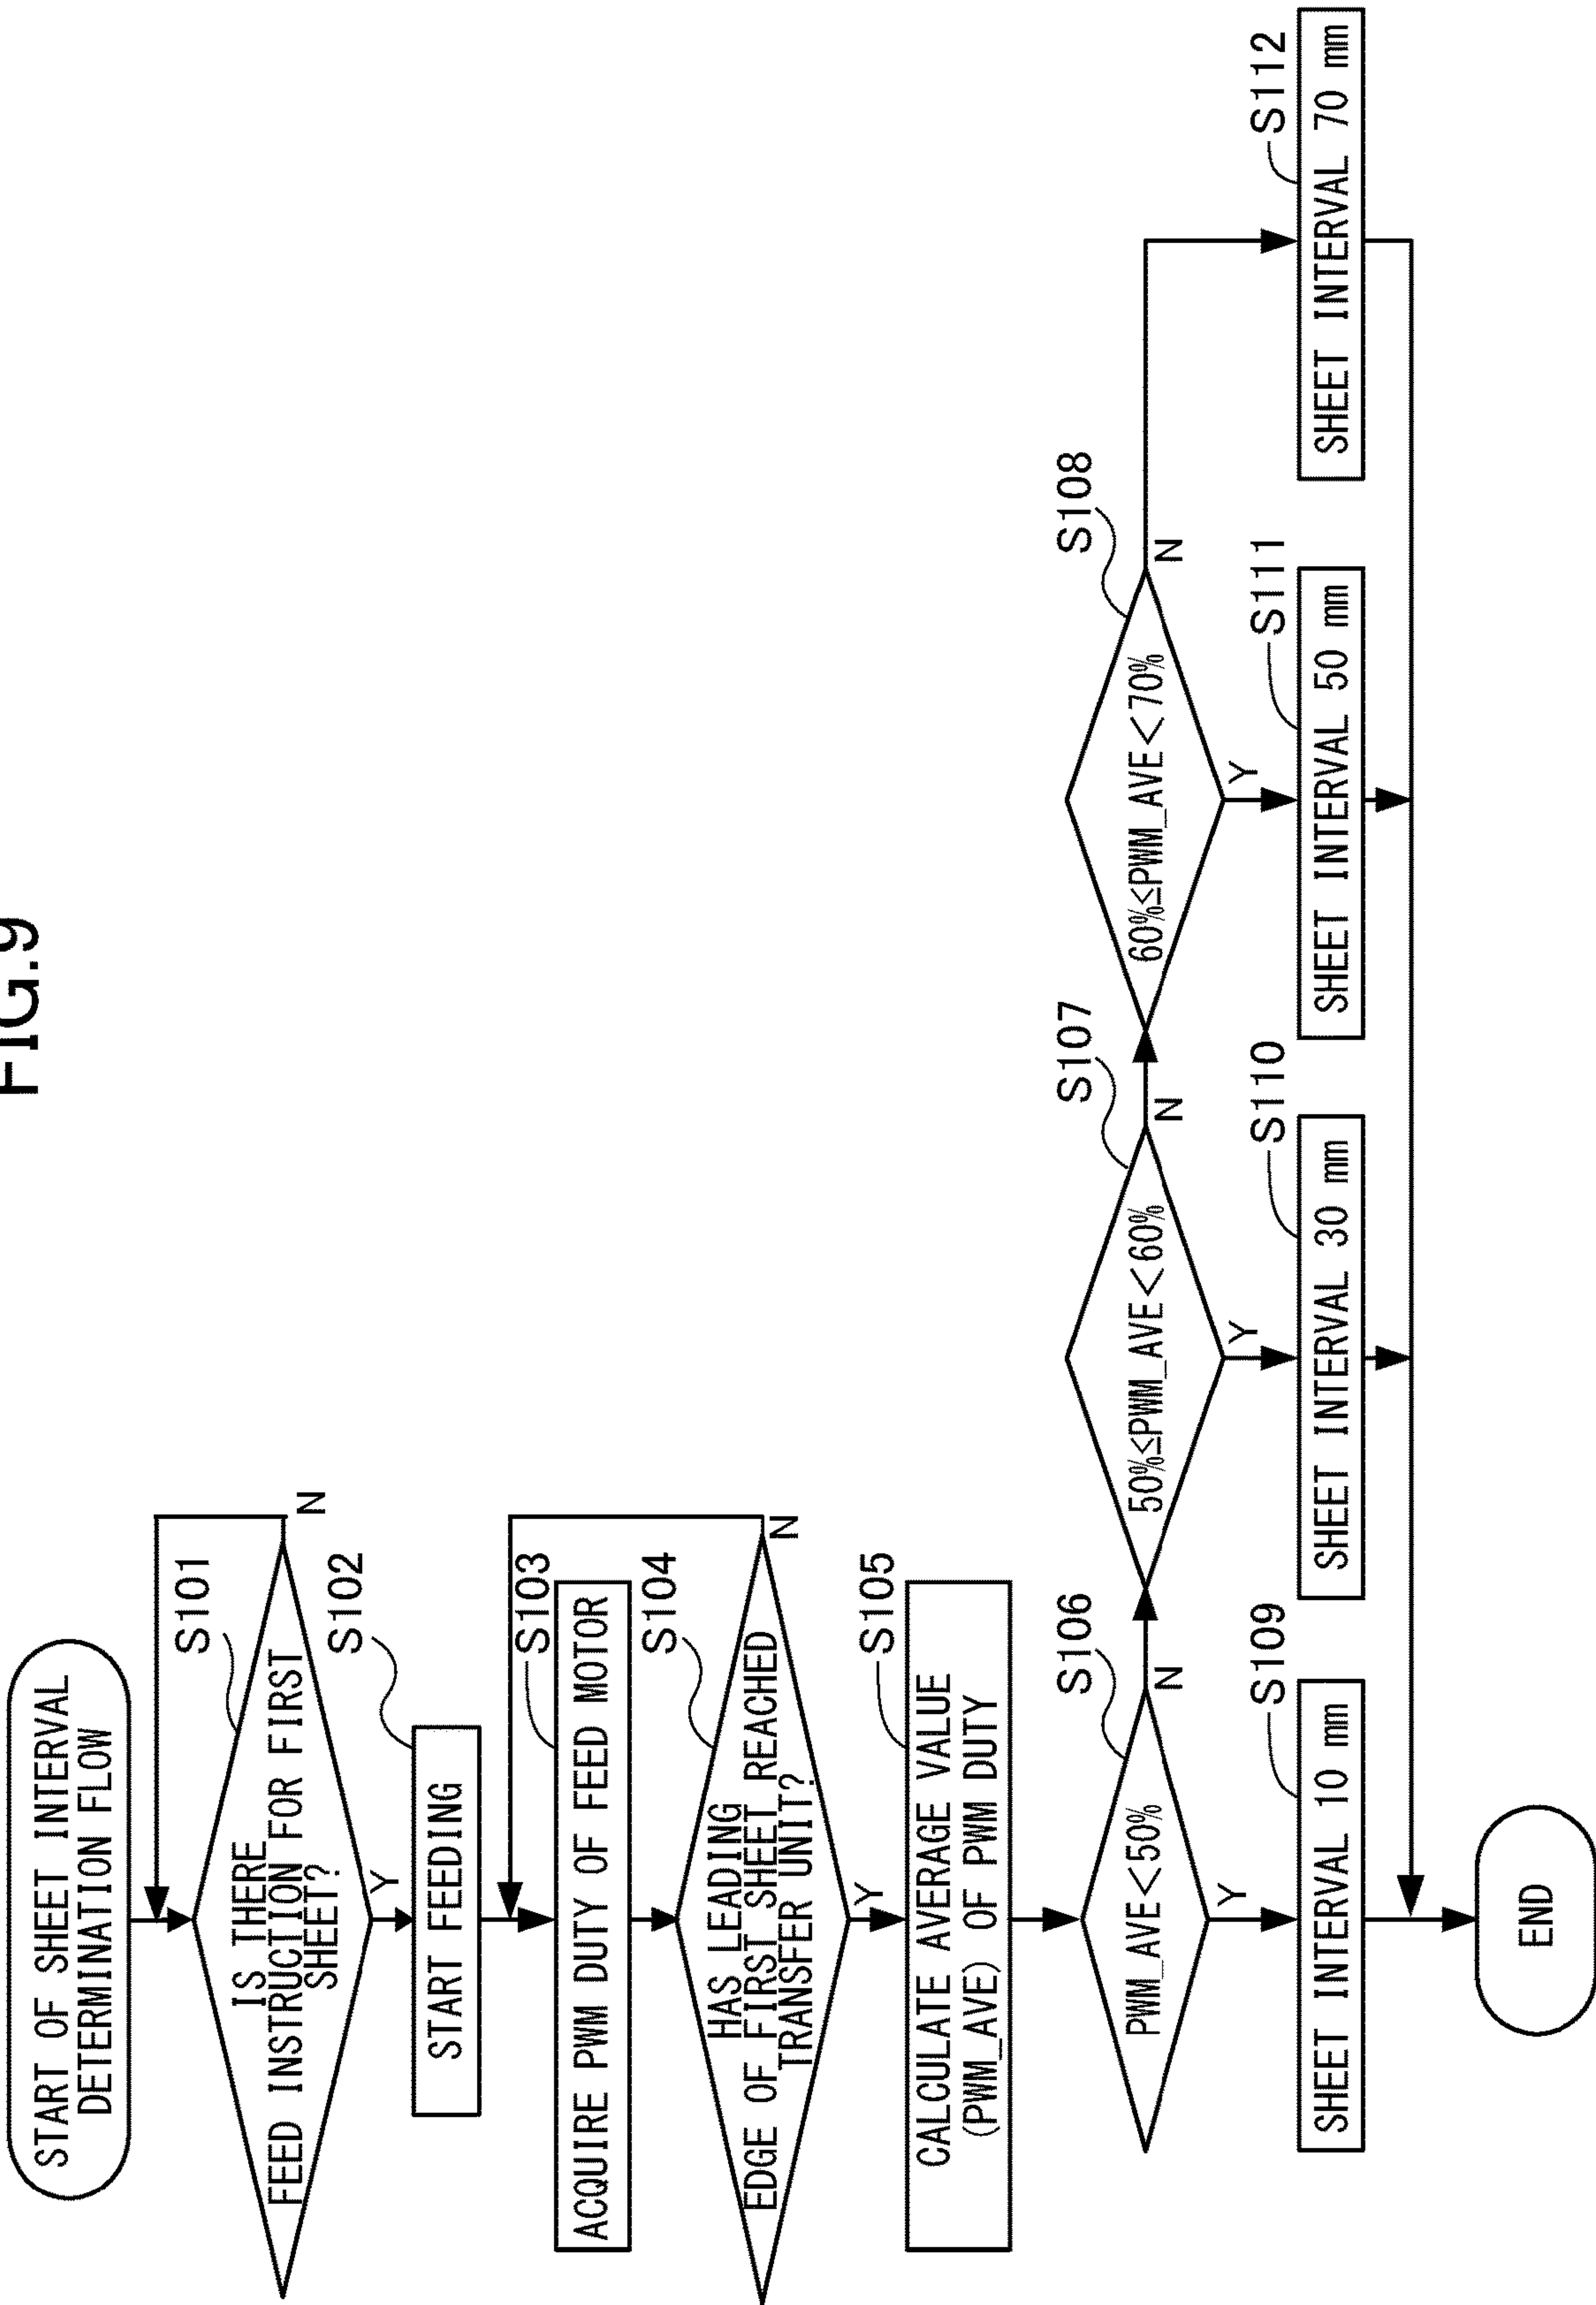 FIG.9
START OF SHEET INTERVAL
DETERMINATION FLOW
S101
IS THERE
FEED INSTRUCTION FOR FIRST
SHEET?
N
Y
S102
START FEEDING
S103
ACQUIRE PWM DUTY OF FEED MOTOR
S104
HAS LEADING
EDGE OF FIRST SHEET REACHED
TRANSFER UNIT?
N
Y
S105
CALCULATE AVERAGE VALUE
(PWM_AVE) OF PWM DUTY
S106
PWM_AVE<50%
N
Y
S107
50%≤PWM_AVE<60%
N
Y
S108
60%≤PWM_AVE<70%
N
Y
S109
SHEET INTERVAL 10 mm
S110
SHEET INTERVAL 30 mm
S111
SHEET INTERVAL 50 mm
S112
SHEET INTERVAL 70 mm
END